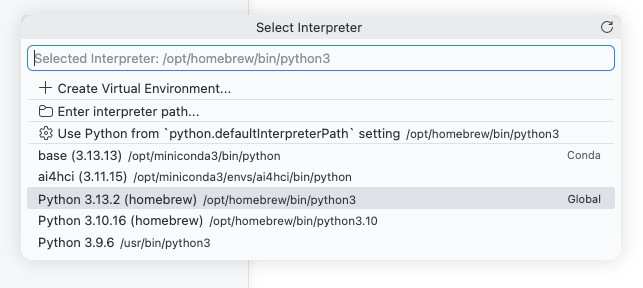 Select Interpreter
Selected Interpreter: /opt/homebrew/bin/python3
Create Virtual Environment...
Enter interpreter path...
Use Python from `python.defaultInterpreterPath` setting /opt/homebrew/bin/python3
base (3.13.13) /opt/miniconda3/bin/python Conda
ai4hci (3.11.15) /opt/miniconda3/envs/ai4hci/bin/python
Python 3.13.2 (homebrew) /opt/homebrew/bin/python3 Global
Python 3.10.16 (homebrew) /opt/homebrew/bin/python3.10
Python 3.9.6 /usr/bin/python3